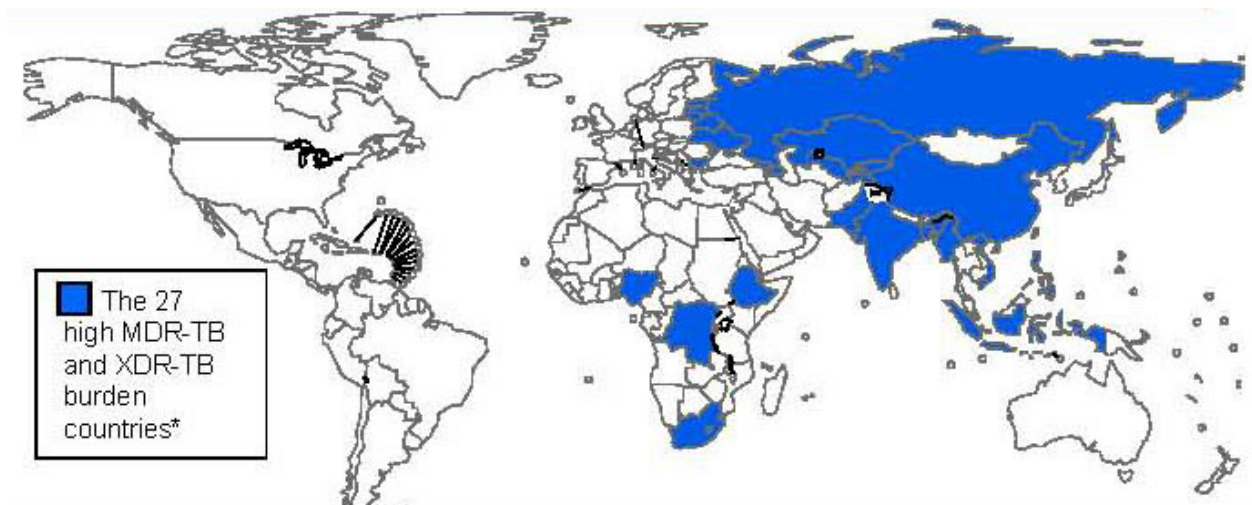 The 27
high MDR-TB
and XDR-TB
burden
countries*